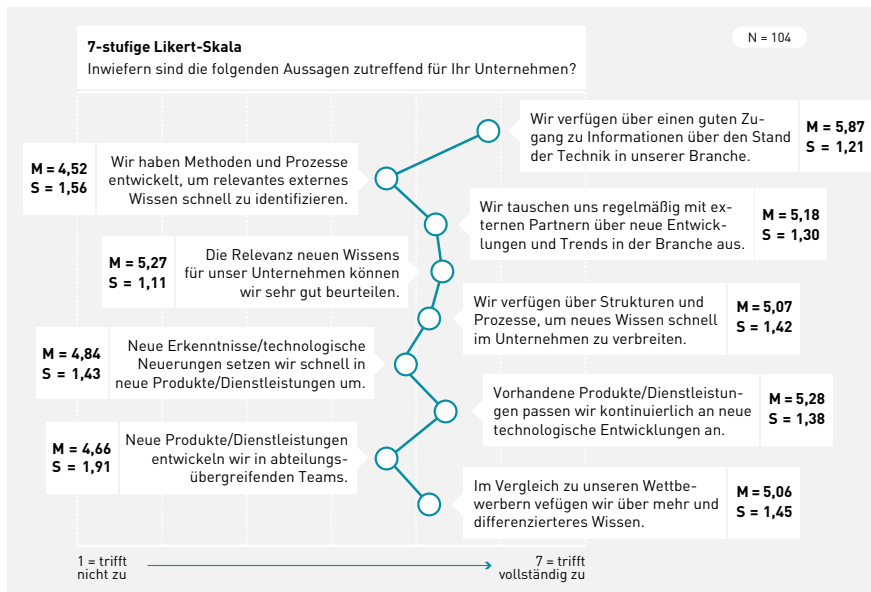 7-stufige Likert-Skala
Inwiefern sind die folgenden Aussagen zutreffend für Ihr Unternehmen?
N = 104
Wir verfügen über einen guten Zu-
gang zu Informationen über den Stand
der Technik in unserer Branche.
M = 5,87
S = 1,21
M = 4,52
S = 1,56
Wir haben Methoden und Prozesse
entwickelt, um relevantes externes
Wissen schnell zu identifizieren.
Wir tauschen uns regelmäßig mit ex-
ternen Partnern über neue Entwick-
lungen und Trends in der Branche aus.
M = 5,18
S = 1,30
M = 5,27
S = 1,11
Die Relevanz neuen Wissens
für unser Unternehmen können
wir sehr gut beurteilen.
Wir verfügen über Strukturen und
Prozesse, um neues Wissen schnell
im Unternehmen zu verbreiten.
M = 5,07
S = 1,42
M = 4,84
S = 1,43
Neue Erkenntnisse/technologische
Neuerungen setzen wir schnell in
neue Produkte/Dienstleistungen um.
Vorhandene Produkte/Dienstleistun-
gen passen wir kontinuierlich an neue
technologische Entwicklungen an.
M = 5,28
S = 1,38
M = 4,66
S = 1,91
Neue Produkte/Dienstleistungen
entwickeln wir in abteilungs-
übergreifenden Teams.
Im Vergleich zu unseren Wettbe-
werbern vefügen wir über mehr und
differenzierteres Wissen.
M = 5,06
S = 1,45
1 = trifft
nicht zu
7 = trifft
vollständig zu